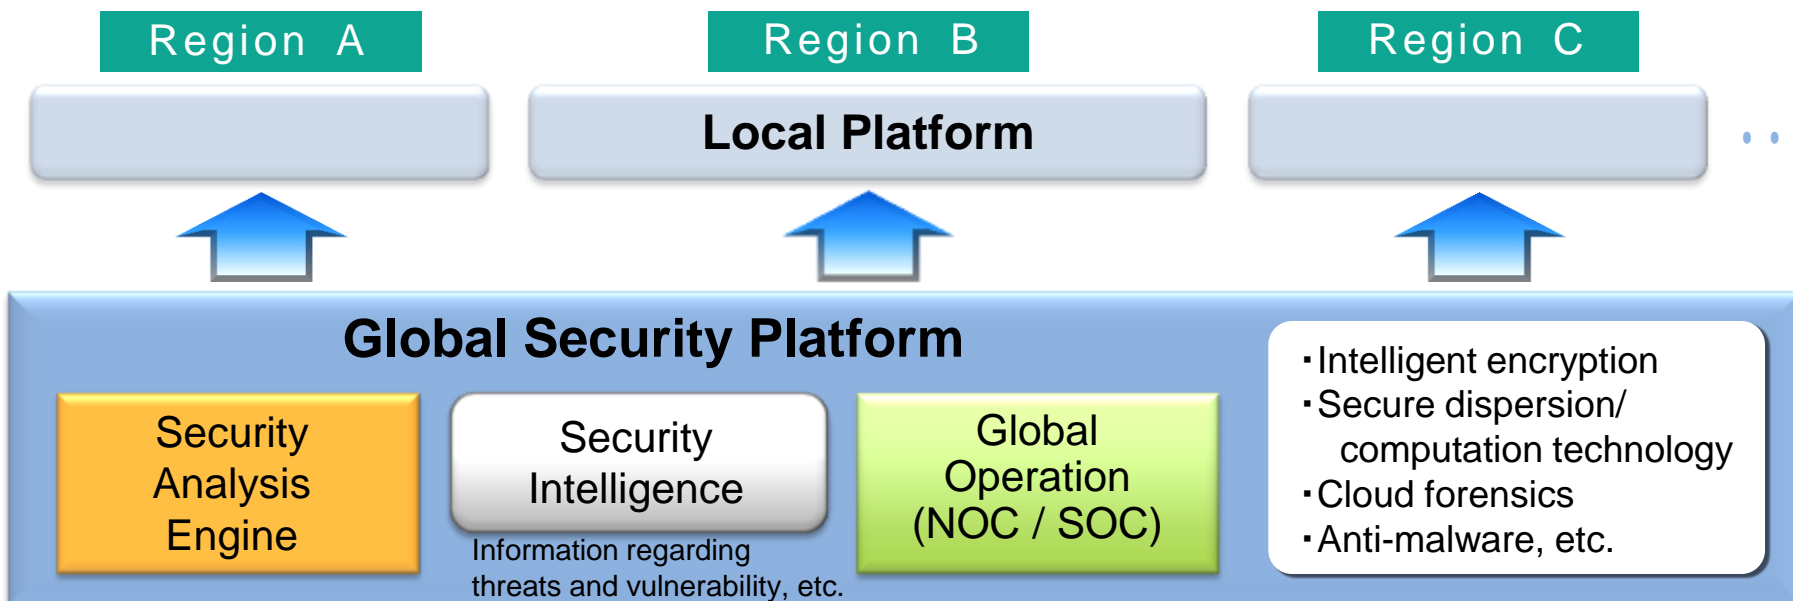 Region A
Region B
Region C
Local Platform
Global Security Platform
Security
Analysis
Engine
Security
Intelligence
Information regarding
threats and vulnerability, etc.
Global
Operation
(NOC / SOC)
・Intelligent encryption
・Secure dispersion/
computation technology
・Cloud forensics
・Anti-malware, etc.